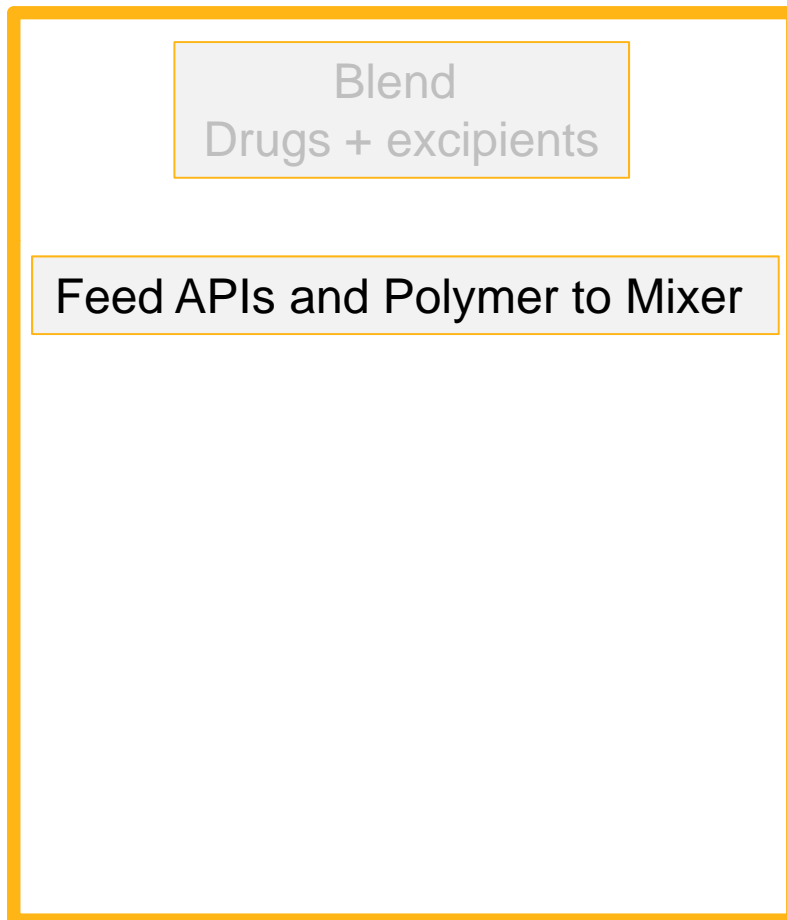 Blend
Drugs + excipients
Feed APIs and Polymer to Mixer